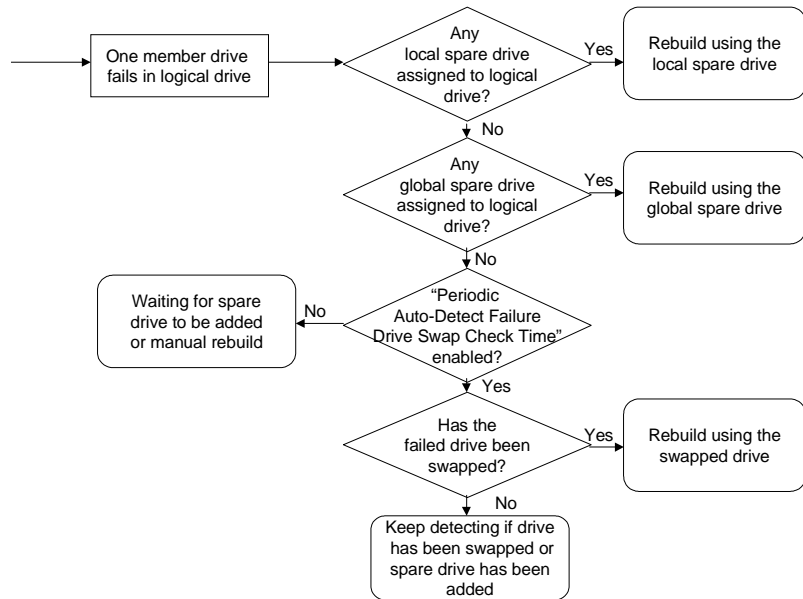 One member drive
fails in logical drive
Any
local spare drive
assigned to logical
drive?
Yes
Rebuild using the
local spare drive
No
Any
global spare drive
assigned to logical
drive?
Yes
Rebuild using the
global spare drive
No
“Periodic
Auto-Detect Failure
Drive Swap Check Time”
enabled?
No
Waiting for spare
drive to be added
or manual rebuild
Yes
Has the
failed drive been
swapped?
Yes
Rebuild using the
swapped drive
No
Keep detecting if drive
has been swapped or
spare drive has been
added